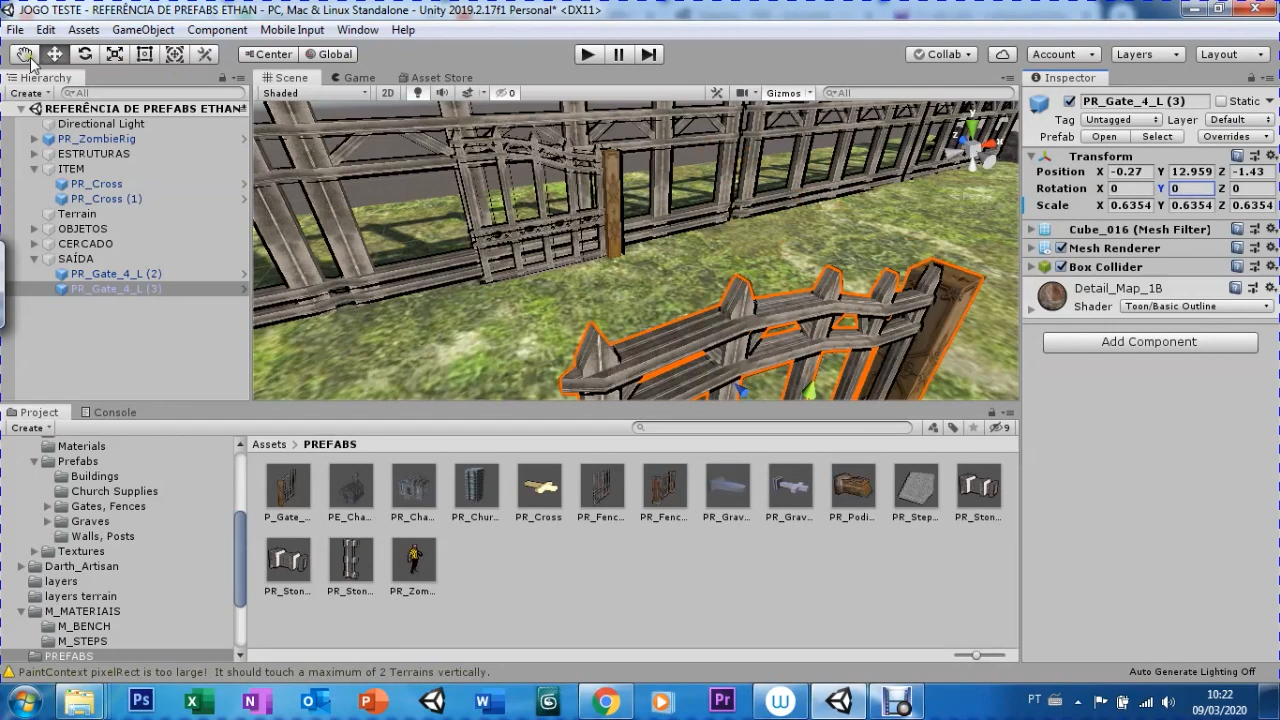 JOGO TESTE - REFERÊNCIA DE PREFABS ETHAN - PC, Mac & Linux Standalone - Unity 2019.2.17f1 Personal* <DX11>
File Edit Assets GameObject Component Mobile Input Window Help
Center Global Collab Account Layers Layout
Hierarchy
Create All
REFERÊNCIA DE PREFABS ETHAN
Directional Light
PR_ZombieRig
ESTRUTURAS
ITEM
PR_Cross
PR_Cross (1)
Terrain
OBJETOS
CERCADO
SAÍDA
PR_Gate_4_L (2)
PR_Gate_4_L (3)
Scene Game Asset Store
Shaded 2D 0 Gizmos All
y
x
z
Inspector
PR_Gate_4_L (3) Static
Tag Untagged Layer Default
Prefab Open Select Overrides
Transform
Position X -0.27 Y 12.959 Z -1.43
Rotation X 0 Y 0 Z 0
Scale X 0.6354 Y 0.6354 Z 0.6354
Cube_016 (Mesh Filter)
Mesh Renderer
Box Collider
Detail_Map_1B
Shader Toon/Basic Outline
Add Component
Project Console
Create 9
Materials
Prefabs
Buildings
Church Supplies
Gates, Fences
Graves
Walls, Posts
Textures
Darth_Artisan
layers
layers terrain
M_MATERIAIS
M_BENCH
M_STEPS
PREFABS
Assets PREFABS
P_Gate_... PE_Cha... PR_Cha... PR_Chur... PR_Cross PR_Fenc... PR_Fenc... PR_Grav... PR_Grav... PR_Podi... PR_Step... PR_Ston...
PR_Ston... PR_Ston... PR_Zom...
PaintContext pixelRect is too large! It should touch a maximum of 2 Terrains vertically. Auto Generate Lighting Off
Ps N P W Pr W PT 10:22
09/03/2020